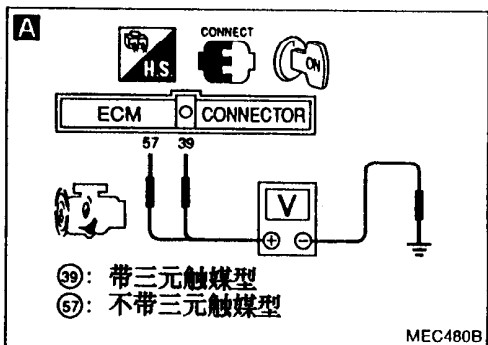 A
H.S.
CONNECT
ON
ECM CONNECTOR
57 39
V
㊴: 带三元触媒型
57: 不带三元触媒型
MEC480B